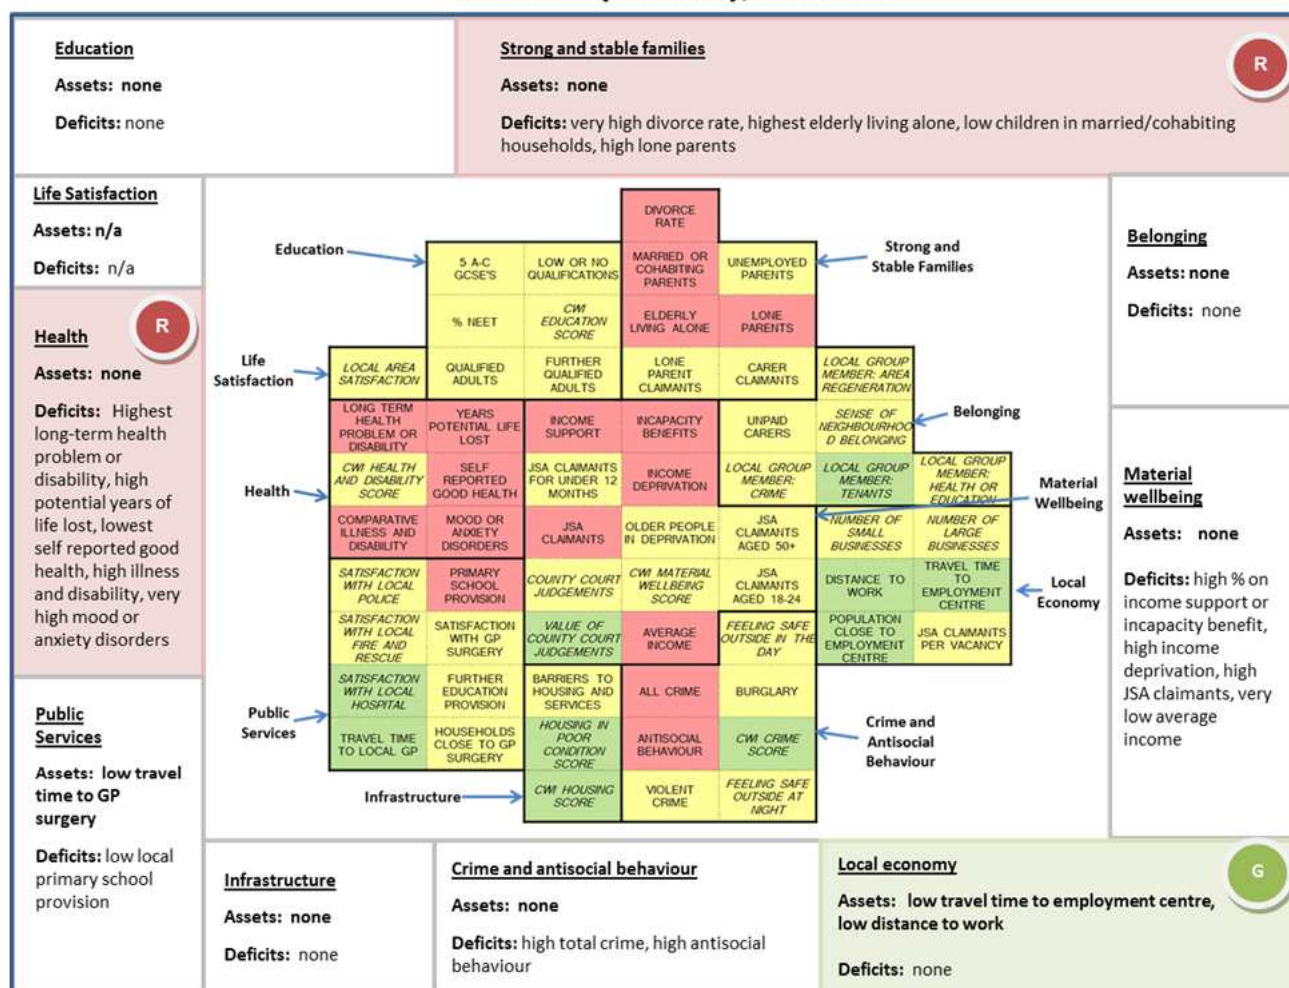 Education
Assets: none
Deficits: none
Strong and stable families
Assets: none
Deficits: very high divorce rate, highest elderly living alone, low children in married/cohabiting
households, high lone parents
R
Life Satisfaction
Assets: n/a
Deficits: n/a
Health
R
Assets: none
Deficits: Highest
long-term health
problem or
disability, high
potential years of
life lost, lowest
self reported good
health, high illness
and disability, very
high mood or
anxiety disorders
Public
Services
Assets: low travel
time to GP
surgery
Deficits: low local
primary school
provision
Education
Life
Satisfaction
Health
Public
Services
Infrastructure
Strong and
Stable Families
Belonging
Material
Wellbeing
Local
Economy
Crime and
Antisocial
Behaviour
DIVORCE
RATE
5 A-C
GCSE'S
LOW OR NO
QUALIFICATIONS
MARRIED OR
COHABITING
PARENTS
UNEMPLOYED
PARENTS
% NEET
CWI
EDUCATION
SCORE
ELDERLY
LIVING ALONE
LONE
PARENTS
LOCAL AREA
SATISFACTION
QUALIFIED
ADULTS
FURTHER
QUALIFIED
ADULTS
LONE
PARENT
CLAIMANTS
CARER
CLAIMANTS
LOCAL GROUP
MEMBER: AREA
REGENERATION
LONG TERM
HEALTH
PROBLEM OR
DISABILITY
YEARS
POTENTIAL LIFE
LOST
INCOME
SUPPORT
INCAPACITY
BENEFITS
UNPAID
CARERS
SENSE OF
NEIGHBOURHOO
D BELONGING
CWI HEALTH
AND DISABILITY
SCORE
SELF
REPORTED
GOOD HEALTH
JSA CLAIMANTS
FOR UNDER 12
MONTHS
INCOME
DEPRIVATION
LOCAL GROUP
MEMBER:
CRIME
LOCAL GROUP
MEMBER:
TENANTS
LOCAL GROUP
MEMBER:
HEALTH OR
EDUCATION
COMPARATIVE
ILLNESS AND
DISABILITY
MOOD OR
ANXIETY
DISORDERS
JSA
CLAIMANTS
OLDER PEOPLE
IN DEPRIVATION
JSA
CLAIMANTS
AGED 50+
NUMBER OF
SMALL
BUSINESSES
NUMBER OF
LARGE
BUSINESSES
SATISFACTION
WITH LOCAL
POLICE
PRIMARY
SCHOOL
PROVISION
COUNTY COURT
JUDGEMENTS
CWI MATERIAL
WELLBEING
SCORE
JSA
CLAIMANTS
AGED 18-24
DISTANCE TO
WORK
TRAVEL TIME
TO
EMPLOYMENT
CENTRE
SATISFACTION
WITH LOCAL
FIRE AND
RESCUE
SATISFACTION
WITH GP
SURGERY
VALUE OF
COUNTY COURT
JUDGEMENTS
AVERAGE
INCOME
FEELING SAFE
OUTSIDE IN THE
DAY
POPULATION
CLOSE TO
EMPLOYMENT
CENTRE
JSA CLAIMANTS
PER VACANCY
SATISFACTION
WITH LOCAL
HOSPITAL
FURTHER
EDUCATION
PROVISION
BARRIERS TO
HOUSING AND
SERVICES
ALL CRIME
BURGLARY
TRAVEL TIME
TO LOCAL GP
HOUSEHOLDS
CLOSE TO GP
SURGERY
HOUSING IN
POOR
CONDITION
SCORE
ANTISOCIAL
BEHAVIOUR
CWI CRIME
SCORE
CWI HOUSING
SCORE
VIOLENT
CRIME
FEELING SAFE
OUTSIDE AT
NIGHT
Belonging
Assets: none
Deficits: none
Material
wellbeing
Assets: none
Deficits: high % on
income support or
incapacity benefit,
high income
deprivation, high
JSA claimants, very
low average
income
Infrastructure
Assets: none
Deficits: none
Crime and antisocial behaviour
Assets: none
Deficits: high total crime, high antisocial
behaviour
Local economy
G
Assets: low travel time to employment centre,
low distance to work
Deficits: none